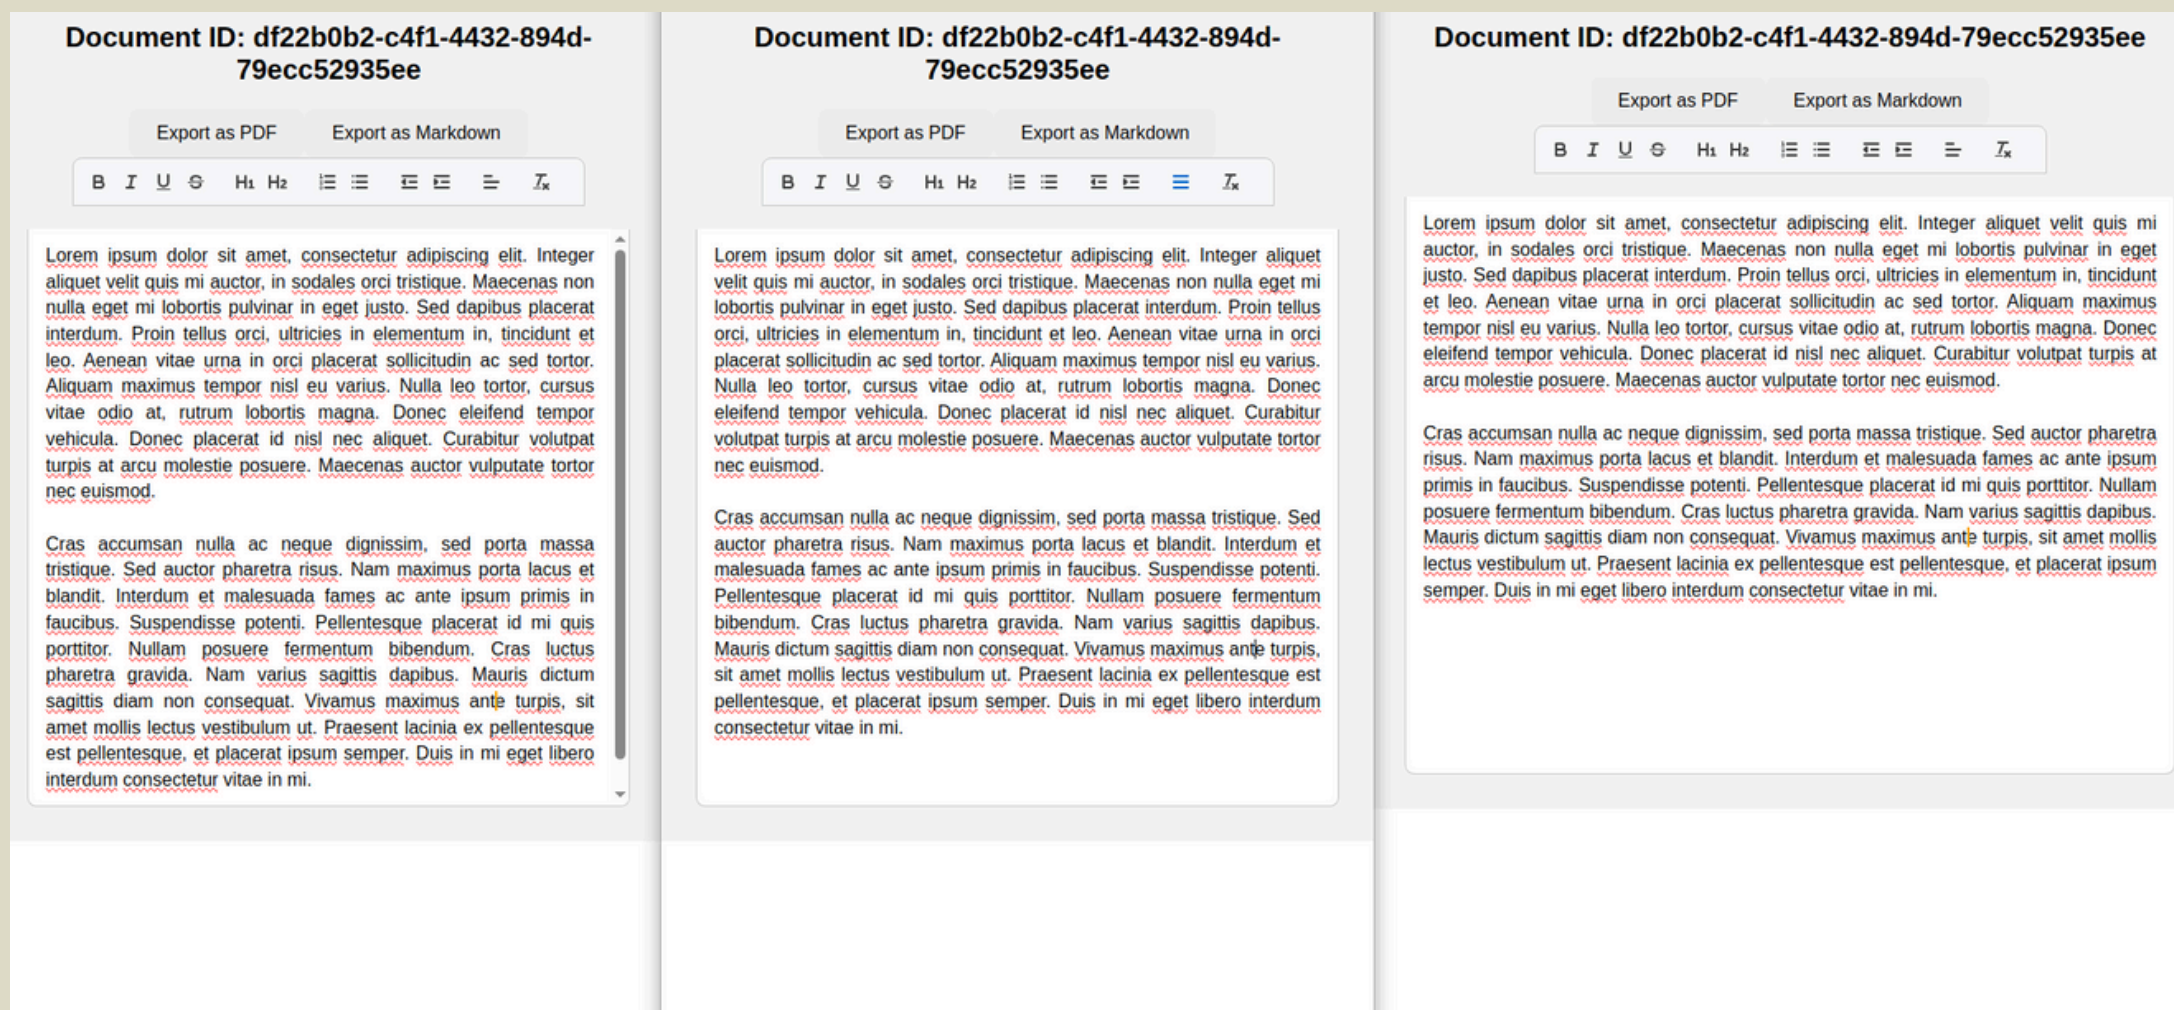 Document ID: df22b0b2-c4f1-4432-894d-
79ecc52935ee
Export as PDF
Export as Markdown
B I U S H1 H2
Lorem ipsum dolor sit amet, consectetur adipiscing elit. Integer
aliquet velit quis mi auctor, in sodales orci tristique. Maecenas non
nulla eget mi lobortis pulvinar in eget justo. Sed dapibus placerat
interdum. Proin tellus orci, ultricies in elementum in, tincidunt et
leo. Aenean vitae urna in orci placerat sollicitudin ac sed tortor.
Aliquam maximus tempor nisl eu varius. Nulla leo tortor, cursus
vitae odio at, rutrum lobortis magna. Donec eleifend tempor
vehicula. Donec placerat id nisl nec aliquet. Curabitur volutpat
turpis at arcu molestie posuere. Maecenas auctor vulputate tortor
nec euismod.
Cras accumsan nulla ac neque dignissim, sed porta massa
tristique. Sed auctor pharetra risus. Nam maximus porta lacus et
blandit. Interdum et malesuada fames ac ante ipsum primis in
faucibus. Suspendisse potenti. Pellentesque placerat id mi quis
porttitor. Nullam posuere fermentum bibendum. Cras luctus
pharetra gravida. Nam varius sagittis dapibus. Mauris dictum
sagittis diam non consequat. Vivamus maximus ante turpis, sit
amet mollis lectus vestibulum ut. Praesent lacinia ex pellentesque
est pellentesque, et placerat ipsum semper. Duis in mi eget libero
interdum consectetur vitae in mi.
Document ID: df22b0b2-c4f1-4432-894d-
79ecc52935ee
Export as PDF
Export as Markdown
B I U S H1 H2
Lorem ipsum dolor sit amet, consectetur adipiscing elit. Integer aliquet
velit quis mi auctor, in sodales orci tristique. Maecenas non nulla eget mi
lobortis pulvinar in eget justo. Sed dapibus placerat interdum. Proin tellus
orci, ultricies in elementum in, tincidunt et leo. Aenean vitae urna in orci
placerat sollicitudin ac sed tortor. Aliquam maximus tempor nisl eu varius.
Nulla leo tortor, cursus vitae odio at, rutrum lobortis magna. Donec
eleifend tempor vehicula. Donec placerat id nisl nec aliquet. Curabitur
volutpat turpis at arcu molestie posuere. Maecenas auctor vulputate tortor
nec euismod.
Cras accumsan nulla ac neque dignissim, sed porta massa tristique. Sed
auctor pharetra risus. Nam maximus porta lacus et blandit. Interdum et
malesuada fames ac ante ipsum primis in faucibus. Suspendisse potenti.
Pellentesque placerat id mi quis porttitor. Nullam posuere fermentum
bibendum. Cras luctus pharetra gravida. Nam varius sagittis dapibus.
Mauris dictum sagittis diam non consequat. Vivamus maximus ante turpis,
sit amet mollis lectus vestibulum ut. Praesent lacinia ex pellentesque est
pellentesque, et placerat ipsum semper. Duis in mi eget libero interdum
consectetur vitae in mi.
Document ID: df22b0b2-c4f1-4432-894d-79ecc52935ee
Export as PDF
Export as Markdown
B I U S H1 H2
Lorem ipsum dolor sit amet, consectetur adipiscing elit. Integer aliquet velit quis mi
auctor, in sodales orci tristique. Maecenas non nulla eget mi lobortis pulvinar in eget
justo. Sed dapibus placerat interdum. Proin tellus orci, ultricies in elementum in, tincidunt
et leo. Aenean vitae urna in orci placerat sollicitudin ac sed tortor. Aliquam maximus
tempor nisl eu varius. Nulla leo tortor, cursus vitae odio at, rutrum lobortis magna. Donec
eleifend tempor vehicula. Donec placerat id nisl nec aliquet. Curabitur volutpat turpis at
arcu molestie posuere. Maecenas auctor vulputate tortor nec euismod.
Cras accumsan nulla ac neque dignissim, sed porta massa tristique. Sed auctor pharetra
risus. Nam maximus porta lacus et blandit. Interdum et malesuada fames ac ante ipsum
primis in faucibus. Suspendisse potenti. Pellentesque placerat id mi quis porttitor. Nullam
posuere fermentum bibendum. Cras luctus pharetra gravida. Nam varius sagittis dapibus.
Mauris dictum sagittis diam non consequat. Vivamus maximus ante turpis, sit amet mollis
lectus vestibulum ut. Praesent lacinia ex pellentesque est pellentesque, et placerat ipsum
semper. Duis in mi eget libero interdum consectetur vitae in mi.